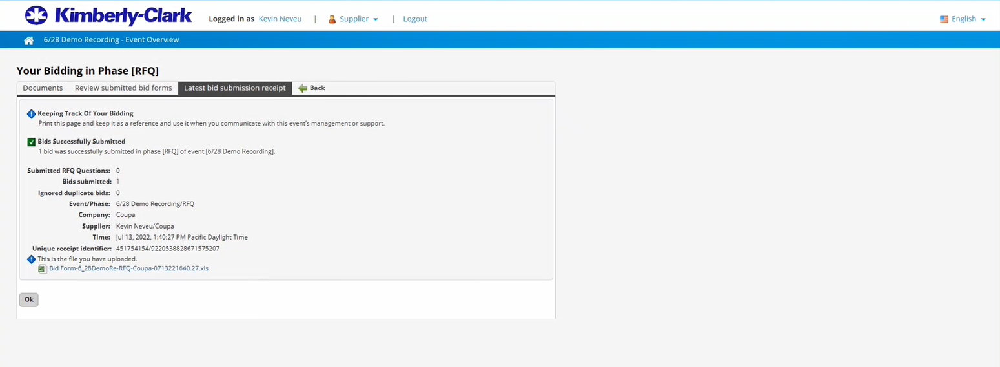 Kimberly-Clark Logged in as Kevin Neveu | Supplier | Logout English
6/28 Demo Recording - Event Overview
Your Bidding in Phase [RFQ]
Documents Review submitted bid forms Latest bid submission receipt Back
Keeping Track Of Your Bidding
Print this page and keep it as a reference and use it when you communicate with this event's management or support.
Bids Successfully Submitted
1 bid was successfully submitted in phase [RFQ] of event [6/28 Demo Recording].
Submitted RFQ Questions: 0
Bids submitted: 1
Ignored duplicate bids: 0
Event/Phase: 6/28 Demo Recording/RFQ
Company: Coupa
Supplier: Kevin Neveu/Coupa
Time: Jul 13, 2022, 1:40:27 PM Pacific Daylight Time
Unique receipt identifier: 451754154/9220538828671575207
This is the file you have uploaded.
Bid Form-6_28DemoRe-RFQ-Coupa-0713221640.27.xls
Ok